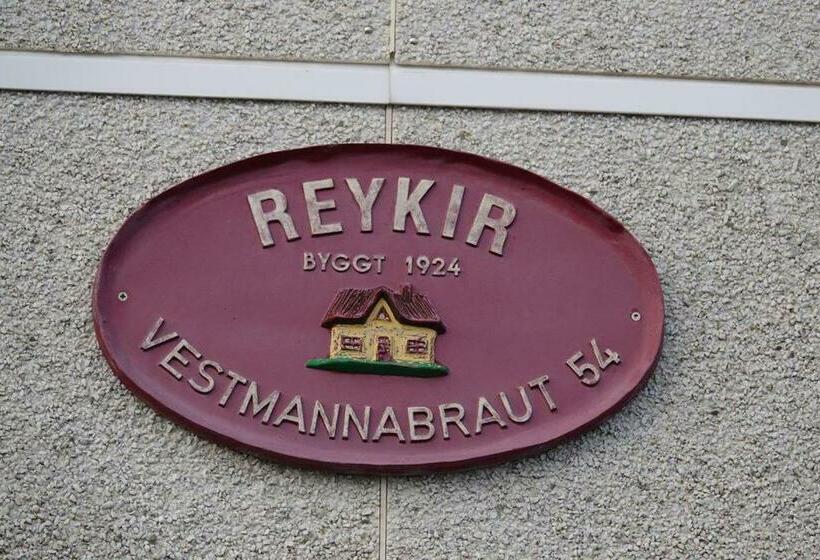 REYKIR
BYGGT 1924
VESTMANNABRAUT 54